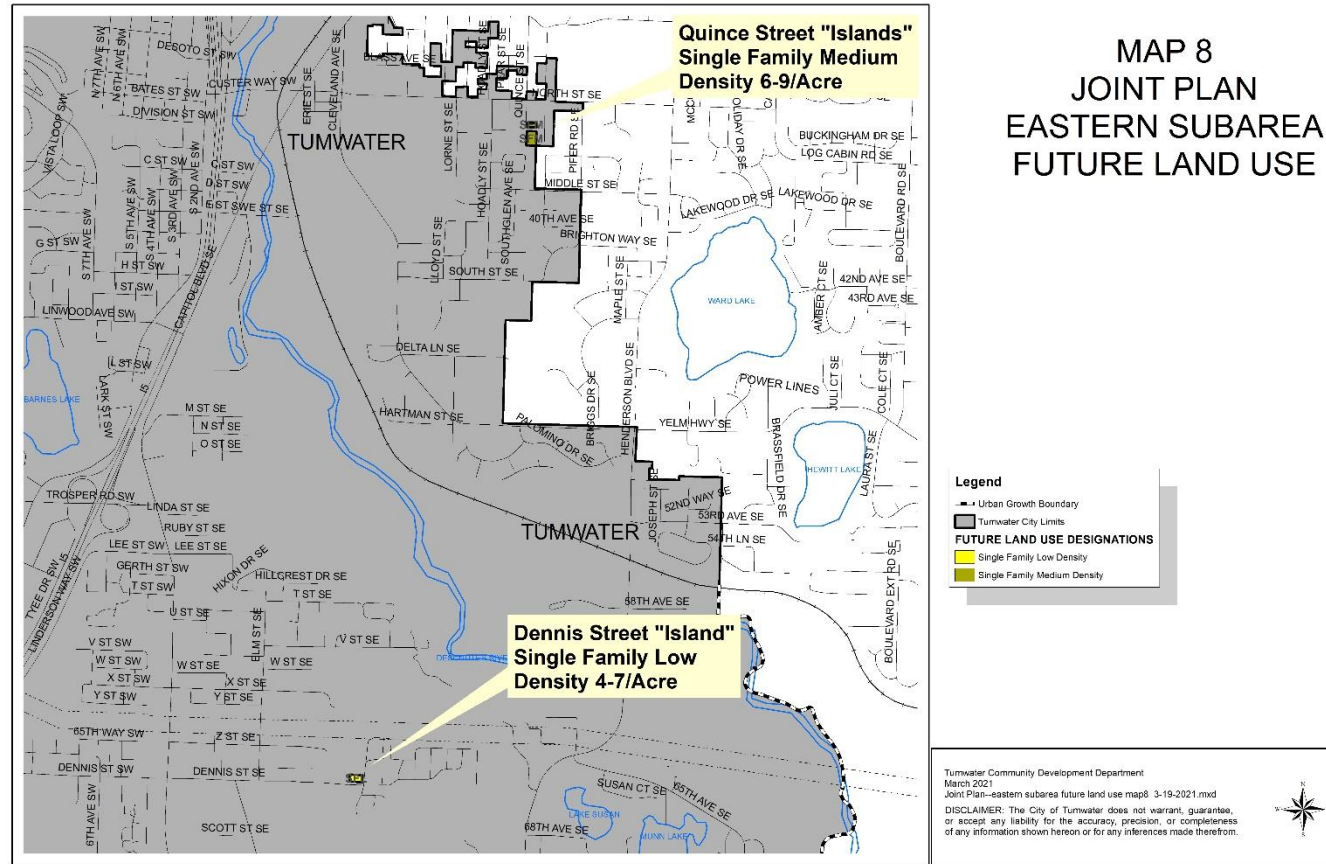 MAP 8
JOINT PLAN
EASTERN SUBAREA
FUTURE LAND USE
Quince Street "Islands"
Single Family Medium
Density 6-9/Acre
Dennis Street "Island"
Single Family Low
Density 4-7/Acre
TUMWATER
TUMWATER
N 7TH AVE SW
N 6TH AVE SW
DESOTO ST SW
CUSTER WAY SW
BATES ST SW
DIVISION ST SW
VISTA LOOP SW
ERIE ST SE
CLEVELAND AVE SE
BLASS AVE SE
HOADLY ST SE
QUINCE ST SE
NORTH ST SE
PIFER RD SE
BUCKINGHAM DR SE
LOG CABIN RD SE
C ST SW
C ST SW
D ST SW
E ST SW
E ST SE
S 2ND AVE SW
S 3RD AVE SW
S 4TH AVE SW
S 5TH AVE SW
S 7TH AVE SW
G ST SW
H ST SW
I ST SW
LINWOOD AVE SW
CAPITOL BLVD SE
LORNE ST SE
HOADLY ST SE
SOUTHGLEN AVE SE
MIDDLE ST SE
40TH AVE SE
BRIGHTON WAY SE
LAKEWOOD DR SE
LAKEWOOD DR SE
BOULEVARD RD SE
LLOYD ST SE
SOUTH ST SE
MAPLE ST SE
WARD LAKE
AMBER CT SE
42ND AVE SE
43RD AVE SE
L ST SW
LARK ST SW
I5
BARNES LAKE
DELTA LN SE
HENDERSON BLVD SE
BRIGGS DR SE
POWER LINES
JULI CT SE
COLE CT SE
M ST SE
N ST SE
O ST SE
HARTMAN ST SE
PALOMINO DR SE
YELM HWY SE
BRASSFIELD DR SE
HEWITT LAKE
LAURA ST SE
TROSPER RD SW
LINDA ST SE
RUBY ST SE
LEE ST SW
LEE ST SE
GERTH ST SW
T ST SW
HIXON DR SE
HILLCREST DR SE
T ST SE
U ST SE
TYEE DR SW
I5
LINDERSON WAY SW
JOSEPH ST SE
52ND WAY SE
53RD AVE SE
54TH LN SE
58TH AVE SE
BOULEVARD EXT RD SE
V ST SW
W ST SW
X ST SW
Y ST SW
W ST SE
X ST SE
Y ST SE
ELM ST SE
V ST SE
W ST SE
65TH WAY SW
Z ST SE
DENNIS ST SW
DENNIS ST SE
6TH AVE SW
SCOTT ST SE
SUSAN CT SE
65TH AVE SE
LAKE SUSAN
68TH AVE SE
MUNN LAKE
Legend
Urban Growth Boundary
Tumwater City Limits
FUTURE LAND USE DESIGNATIONS
Single Family Low Density
Single Family Medium Density
Tumwater Community Development Department
March 2021
Joint Plan--eastern subarea future land use map8 3-19-2021.mxd
DISCLAIMER: The City of Tumwater does not warrant, guarantee,
or accept any liability for the accuracy, precision, or completeness
of any information shown hereon or for any inferences made therefrom.